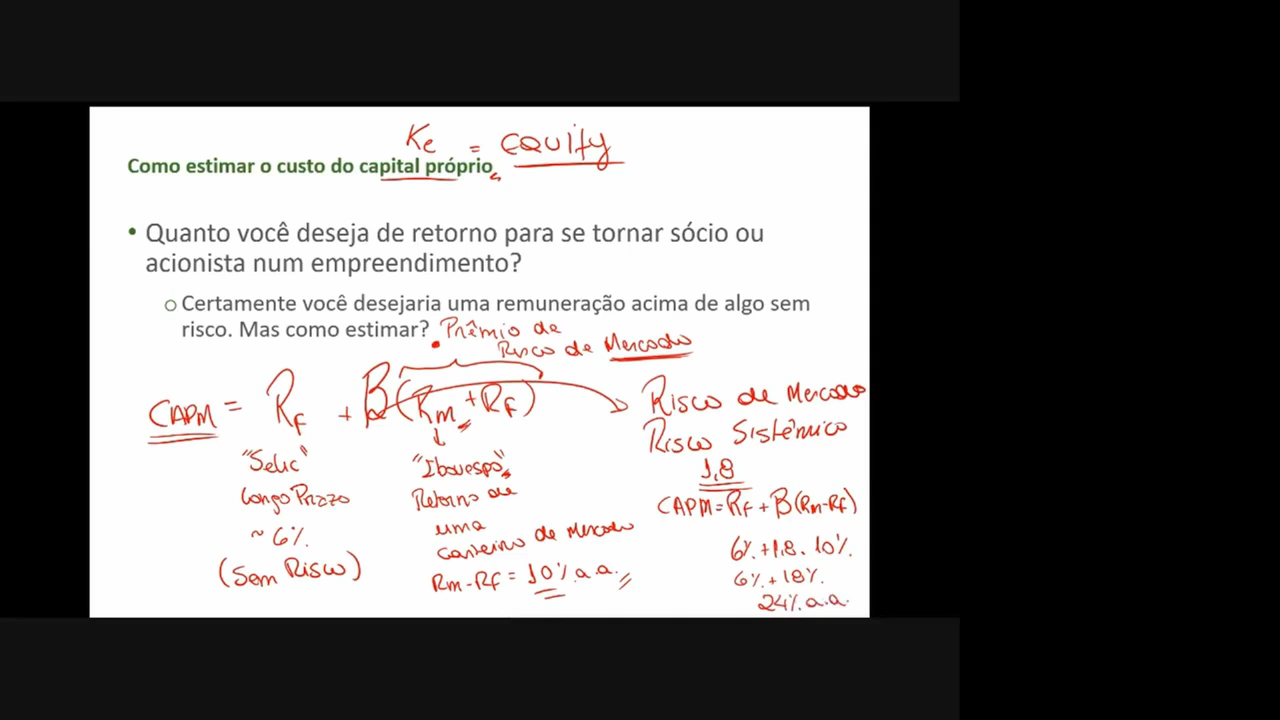 Ke = EQUIty
Como estimar o custo do capital próprio
• Quanto você deseja de retorno para se tornar sócio ou
acionista num empreendimento?
o Certamente você desejaria uma remuneração acima de algo sem
risco. Mas como estimar?
Prêmio de
Risco de Mercado
CAPM = Rf + B(Rm + Rf)
Risco de Mercado
Risco Sistêmico
1,8
"Selic"
Longo Prazo
~ 6%
(Sem Risco)
"Ibovespa"
Retorno de
uma
Carteira de Mercado
Rm-Rf = 10% a.a.
CAPM = Rf + B(Rm-Rf)
6% + 1.8 . 10%
6% + 18%
24% a.a.